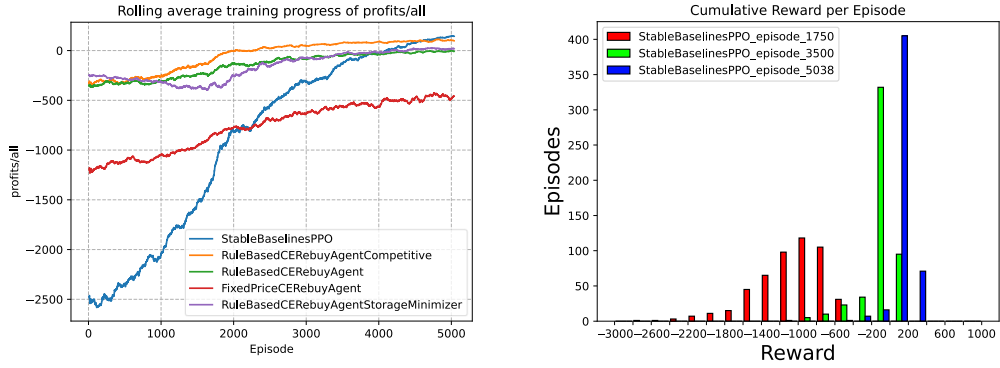 Rolling average training progress of profits/all
profits/all
0
−500
−1000
−1500
−2000
−2500
0 1000 2000 3000 4000 5000
Episode
StableBaselinesPPO
RuleBasedCERebuyAgentCompetitive
RuleBasedCERebuyAgent
FixedPriceCERebuyAgent
RuleBasedCERebuyAgentStorageMinimizer
Cumulative Reward per Episode
Episodes
400
350
300
250
200
150
100
50
0
StableBaselinesPPO_episode_1750
StableBaselinesPPO_episode_3500
StableBaselinesPPO_episode_5038
−3000 −2600 −2200 −1800 −1400 −1000 −600 −200 200 600 1000
Reward